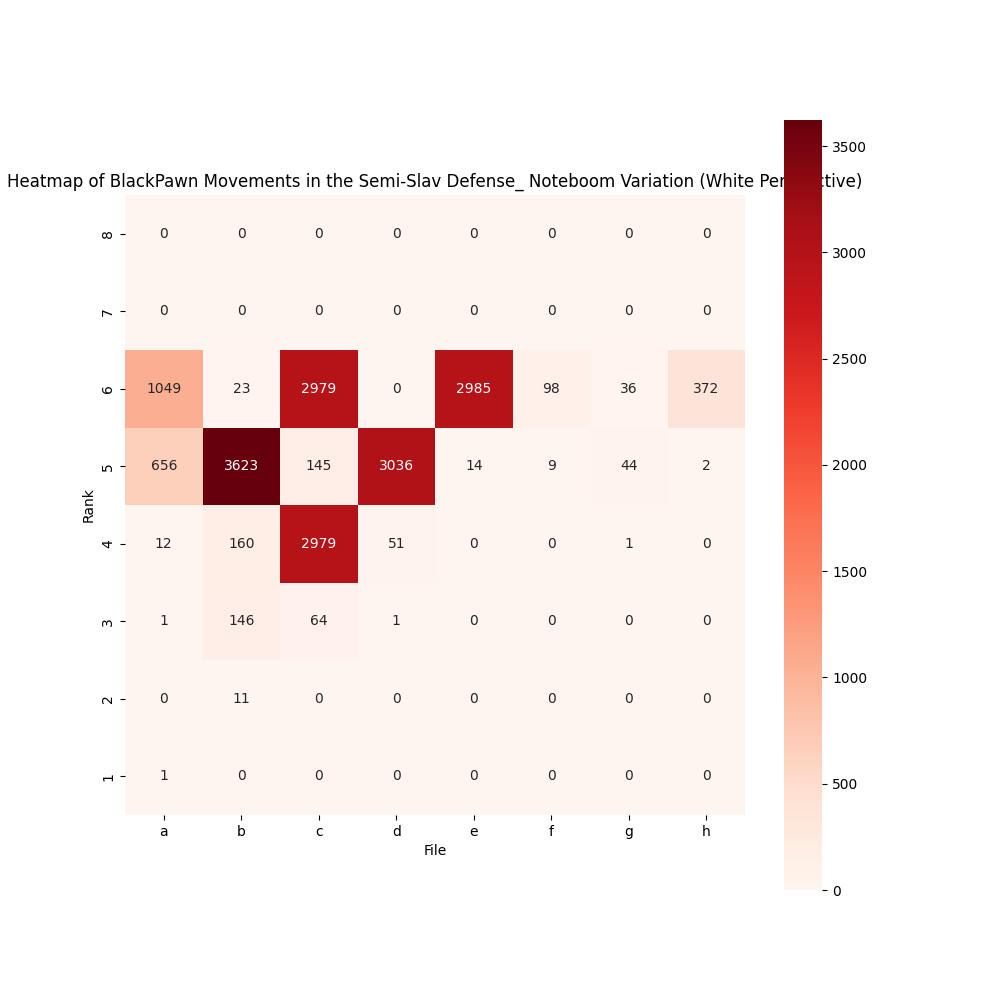 Heatmap of BlackPawn Movements in the Semi-Slav Defense_ Noteboom Variation (White Per ctive)
8 0 0 0 0 0 0 0 0
7 0 0 0 0 0 0 0 0
6 1049 23 2979 0 2985 98 36 372
5 656 3623 145 3036 14 9 44 2
4 12 160 2979 51 0 0 1 0
3 1 146 64 1 0 0 0 0
2 0 11 0 0 0 0 0 0
1 1 0 0 0 0 0 0 0
a b c d e f g h
File
Rank
3500
3000
2500
2000
1500
1000
500
0